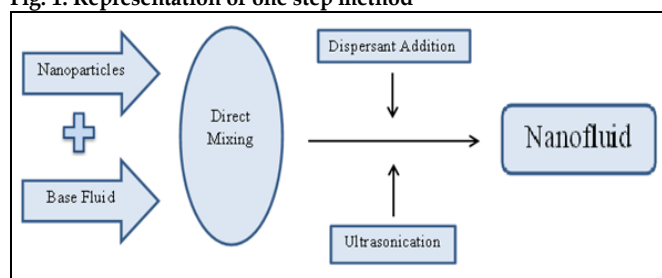 Fig. 1. Representation of one step method
Nanoparticles
Base Fluid
Direct
Mixing
Dispersant Addition
Ultrasonication
Nanofluid